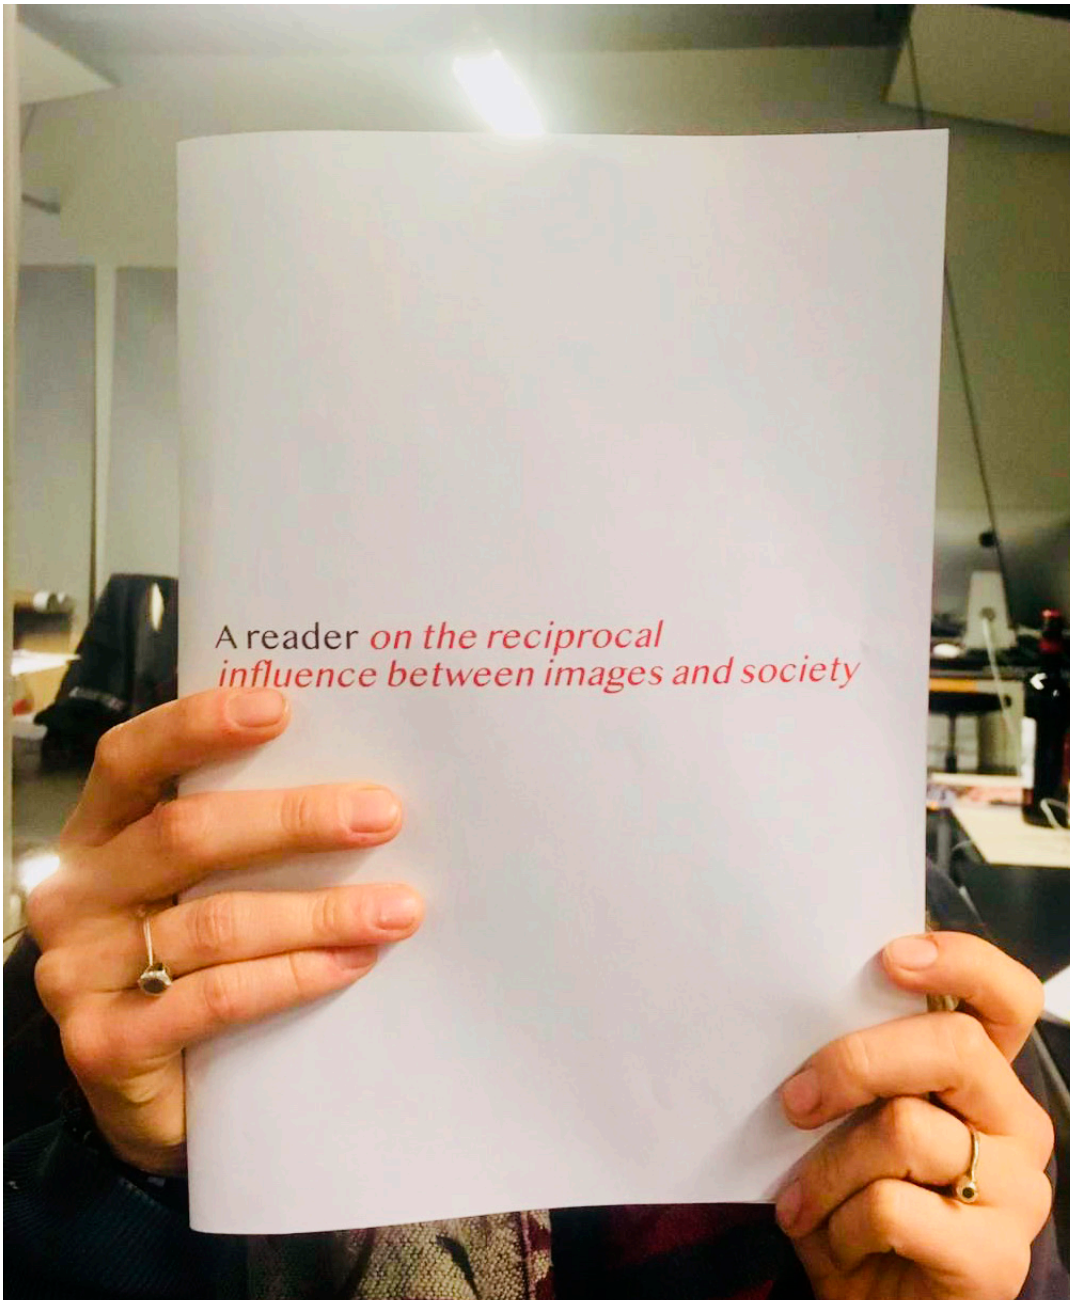 A reader on the reciprocal
influence between images and society